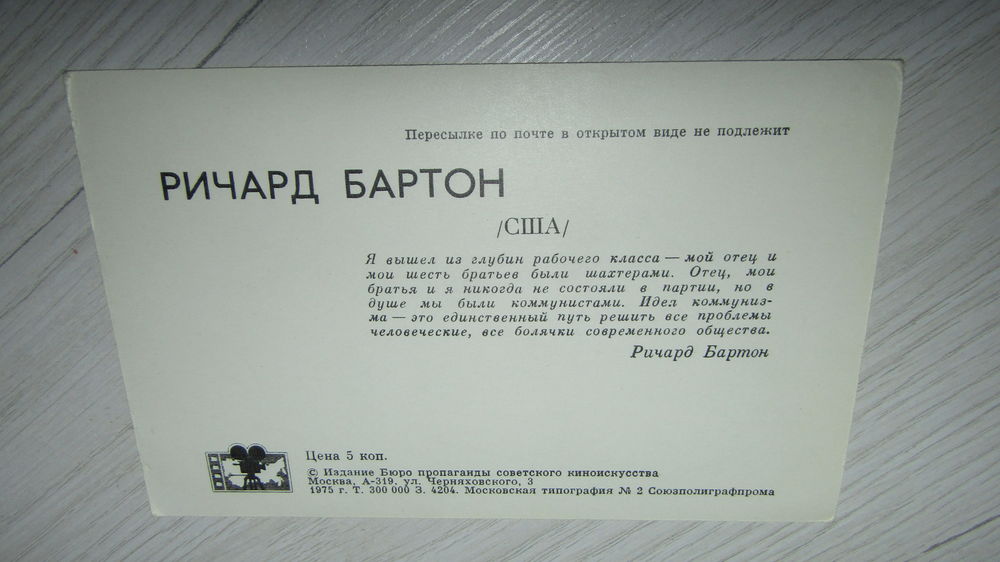 Пересылке по почте в открытом виде не подлежит
РИЧАРД БАРТОН
/США/
Я вышел из глубин рабочего класса — мой отец и
мои шесть братьев были шахтерами. Отец, мои
братья и я никогда не состояли в партии, но в
душе мы были коммунистами. Идея коммуниз-
ма — это единственный путь решить все проблемы
человеческие, все болячки современного общества.
Ричард Бартон
Цена 5 коп.
© Издание Бюро пропаганды советского киноискусства
Москва, А-319, ул. Черняховского, 3
1975 г. Т. 300 000 З. 4204. Московская типография № 2 Союзполиграфпрома